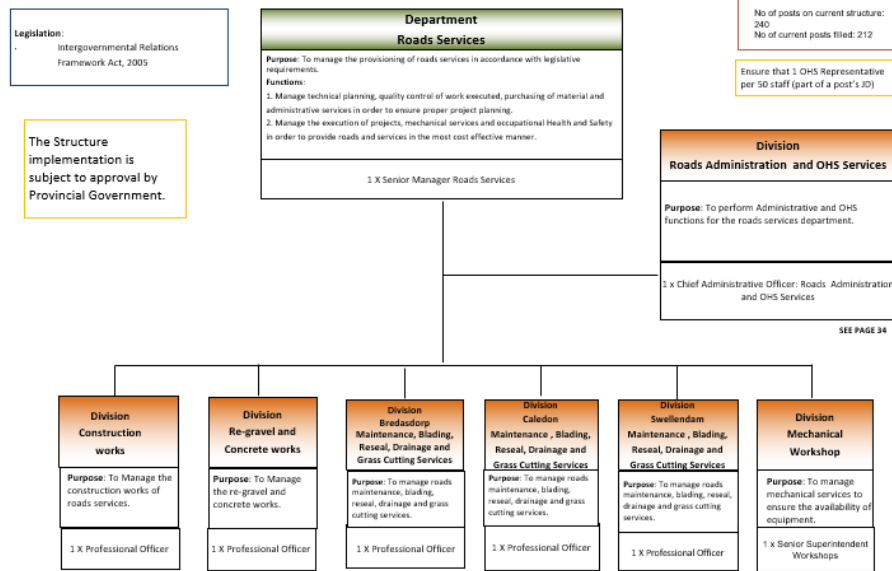 Legislation:
- Intergovernmental Relations
Framework Act, 2005
The Structure
implementation is
subject to approval by
Provincial Government.
Department
Roads Services
Purpose: To manage the provisioning of roads services in accordance with legislative
requirements.
Functions:
1. Manage technical planning, quality control of work executed, purchasing of material and
administrative services in order to ensure proper project planning.
2. Manage the execution of projects, mechanical services and occupational Health and Safety
in order to provide roads and services in the most cost effective manner.
1 X Senior Manager Roads Services
No of posts on current structure:
240
No of current posts filled: 212
Ensure that 1 OHS Representative
per 50 staff (part of a post's JD)
Division
Roads Administration and OHS Services
Purpose: To perform Administrative and OHS
functions for the roads services department.
1 x Chief Administrative Officer: Roads Administration
and OHS Services
SEE PAGE 34
Division
Construction
works
Purpose: To Manage the
construction works of
roads services.
1 X Professional Officer
Division
Re-gravel and
Concrete works
Purpose: To Manage
the re-gravel and
concrete works.
1 X Professional Officer
Division
Bredasdorp
Maintenance, Blading,
Reseal, Drainage and
Grass Cutting Services
Purpose: To manage roads
maintenance, blading,
reseal, drainage and grass
cutting services.
1 X Professional Officer
Division
Caledon
Maintenance , Blading,
Reseal, Drainage and
Grass Cutting Services
Purpose: To manage roads
maintenance, blading,
reseal, drainage and grass
cutting services.
1 X Professional Officer
Division
Swellendam
Maintenance , Blading,
Reseal, Drainage and
Grass Cutting Services
Purpose: To manage roads
maintenance, blading, reseal,
drainage and grass cutting
services.
1 X Professional Officer
Division
Mechanical
Workshop
Purpose: To manage
mechanical services to
ensure the availability of
equipment.
1 x Senior Superintendent
Workshops